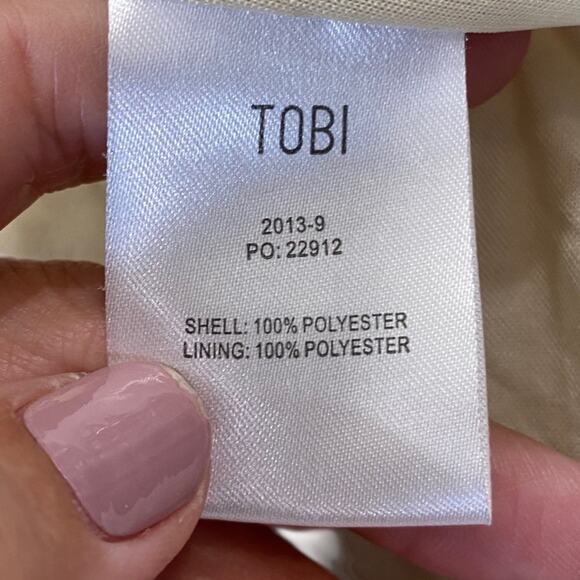 TOBI
2013-9
PO: 22912
SHELL: 100% POLYESTER
LINING: 100% POLYESTER